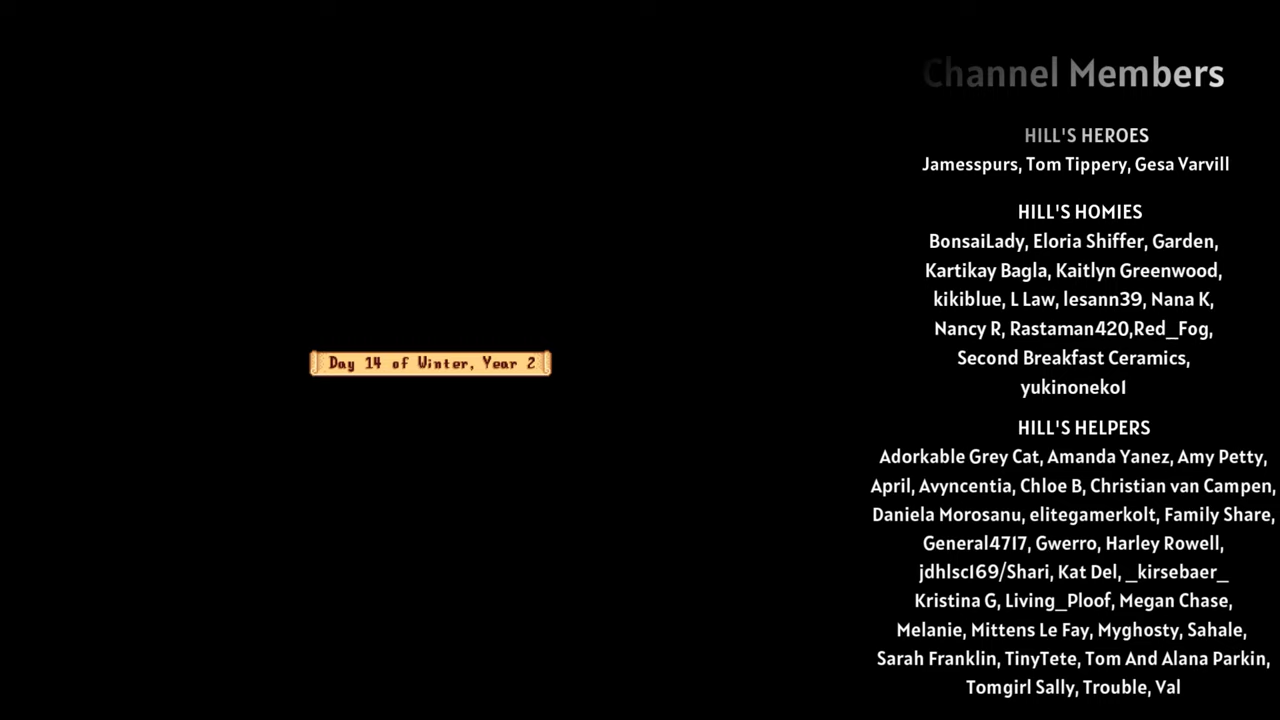 Channel Members
HILL'S HEROES
Jamesspurs, Tom Tippery, Gesa Varvill
HILL'S HOMIES
BonsaiLady, Eloria Shiffer, Garden,
Kartikay Bagla, Kaitlyn Greenwood,
kikiblue, L Law, lesann39, Nana K,
Nancy R, Rastaman420,Red_Fog,
Second Breakfast Ceramics,
yukinoneko1
Day 14 of Winter, Year 2
HILL'S HELPERS
Adorkable Grey Cat, Amanda Yanez, Amy Petty,
April, Avyncentia, Chloe B, Christian van Campen,
Daniela Morosanu, elitegamerkolt, Family Share,
General4717, Gwerro, Harley Rowell,
jdhlsc169/Shari, Kat Del, _kirsebaer_
Kristina G, Living_Ploof, Megan Chase,
Melanie, Mittens Le Fay, Myghosty, Sahale,
Sarah Franklin, TinyTete, Tom And Alana Parkin,
Tomgirl Sally, Trouble, Val